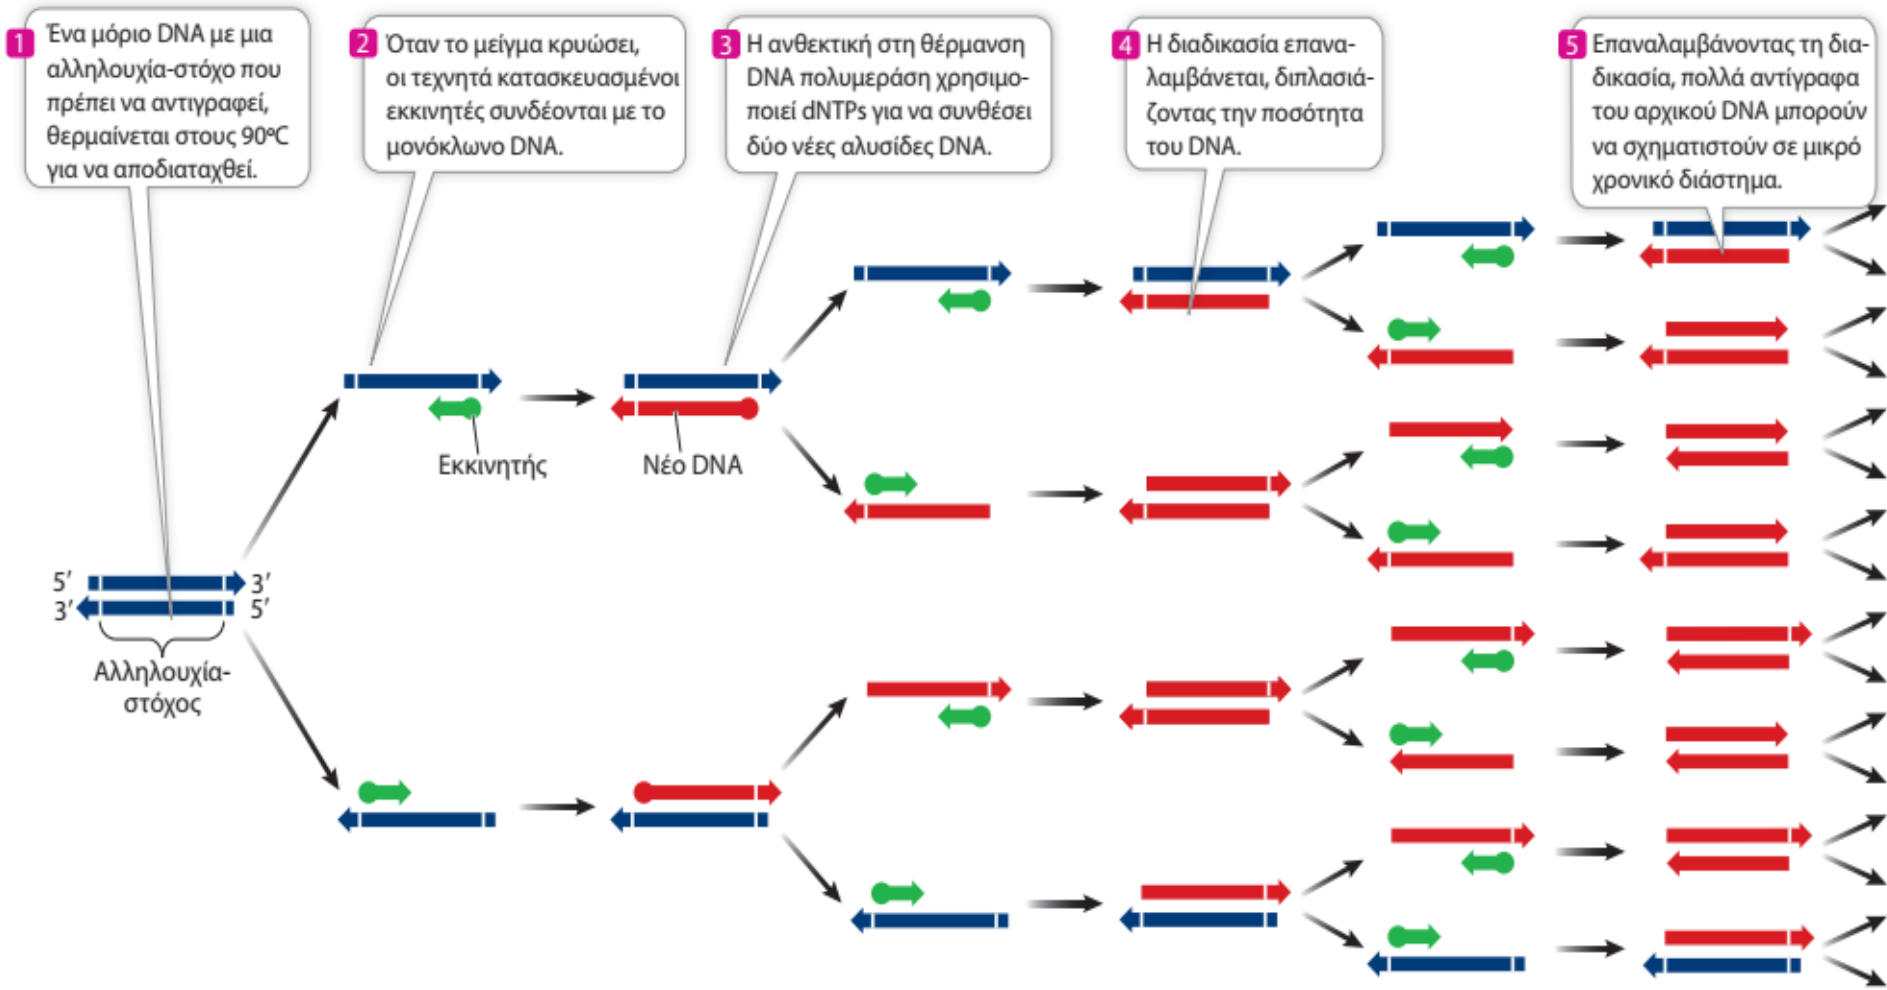 1 Ένα μόριο DNA με μια
αλληλουχία-στόχο που
πρέπει να αντιγραφεί,
θερμαίνεται στους 90°C
για να αποδιαταχθεί.
2 Όταν το μείγμα κρυώσει,
οι τεχνητά κατασκευασμένοι
εκκινητές συνδέονται με το
μονόκλωνο DNA.
3 Η ανθεκτική στη θέρμανση
DNA πολυμεράση χρησιμο-
ποιεί dNTPs για να συνθέσει
δύο νέες αλυσίδες DNA.
4 Η διαδικασία επανα-
λαμβάνεται, διπλασιά-
ζοντας την ποσότητα
του DNA.
5 Επαναλαμβάνοντας τη δια-
δικασία, πολλά αντίγραφα
του αρχικού DNA μπορούν
να σχηματιστούν σε μικρό
χρονικό διάστημα.
Εκκινητής
Νέο DNA
5′ 3′
3′ 5′
Αλληλουχία-
στόχος